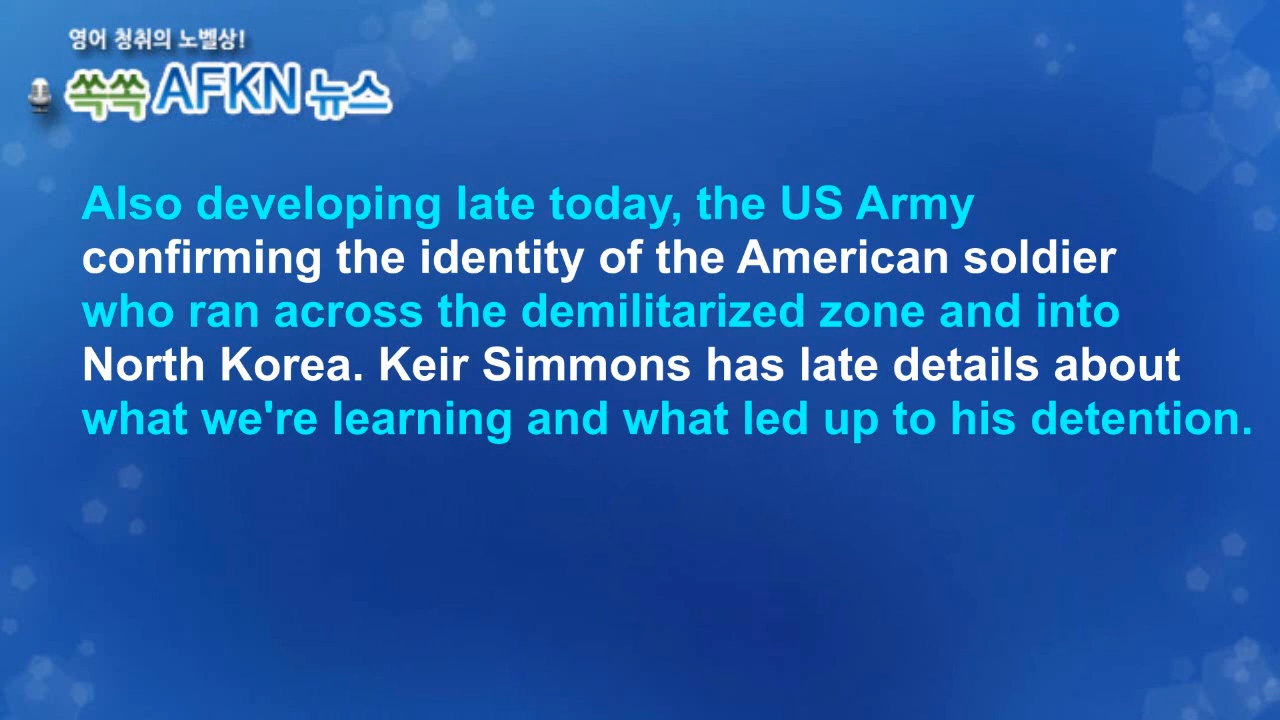 영어 청취의 노벨상!
쏙쏙 AFKN 뉴스
Also developing late today, the US Army
confirming the identity of the American soldier
who ran across the demilitarized zone and into
North Korea. Keir Simmons has late details about
what we're learning and what led up to his detention.